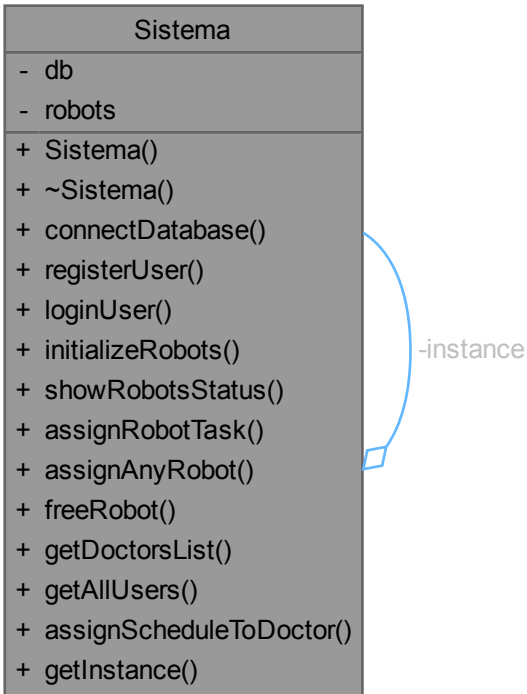 Sistema
- db
- robots
+ Sistema()
+ ~Sistema()
+ connectDatabase()
+ registerUser()
+ loginUser()
+ initializeRobots()
+ showRobotsStatus()
+ assignRobotTask()
+ assignAnyRobot()
+ freeRobot()
+ getDoctorsList()
+ getAllUsers()
+ assignScheduleToDoctor()
+ getInstance()
-instance